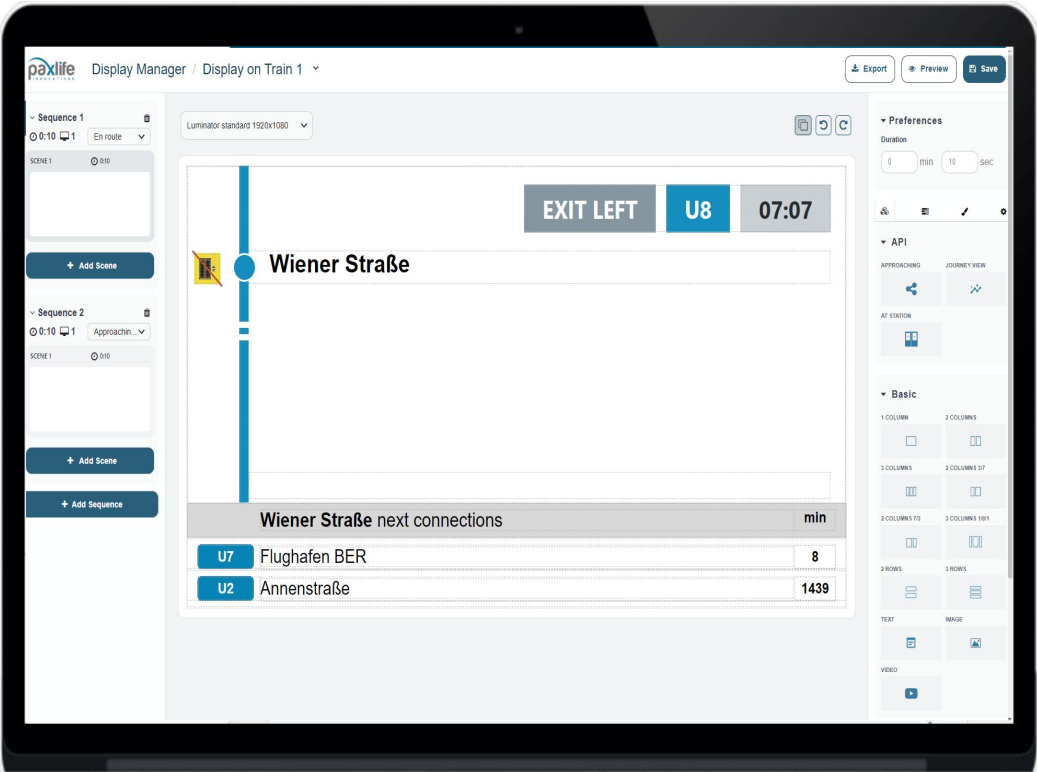 paxlife
INNOVATIONS
Display Manager / Display on Train 1
Export
Preview
Save
Sequence 1
0:10 1 En route
SCENE 1 0:10
+ Add Scene
Sequence 2
0:10 1 Approachin...
SCENE 1 0:10
+ Add Scene
+ Add Sequence
Luminator standard 1920x1080
EXIT LEFT U8 07:07
Wiener Straße
Wiener Straße next connections min
U7 Flughafen BER 8
U2 Annenstraße 1439
Preferences
Duration
0 min 10 sec
API
APPROACHING JOURNEY VIEW
AT STATION
Basic
1 COLUMN 2 COLUMNS
3 COLUMNS 2 COLUMNS 3/7
2 COLUMNS 7/3 3 COLUMNS 1/8/1
2 ROWS 3 ROWS
TEXT IMAGE
VIDEO